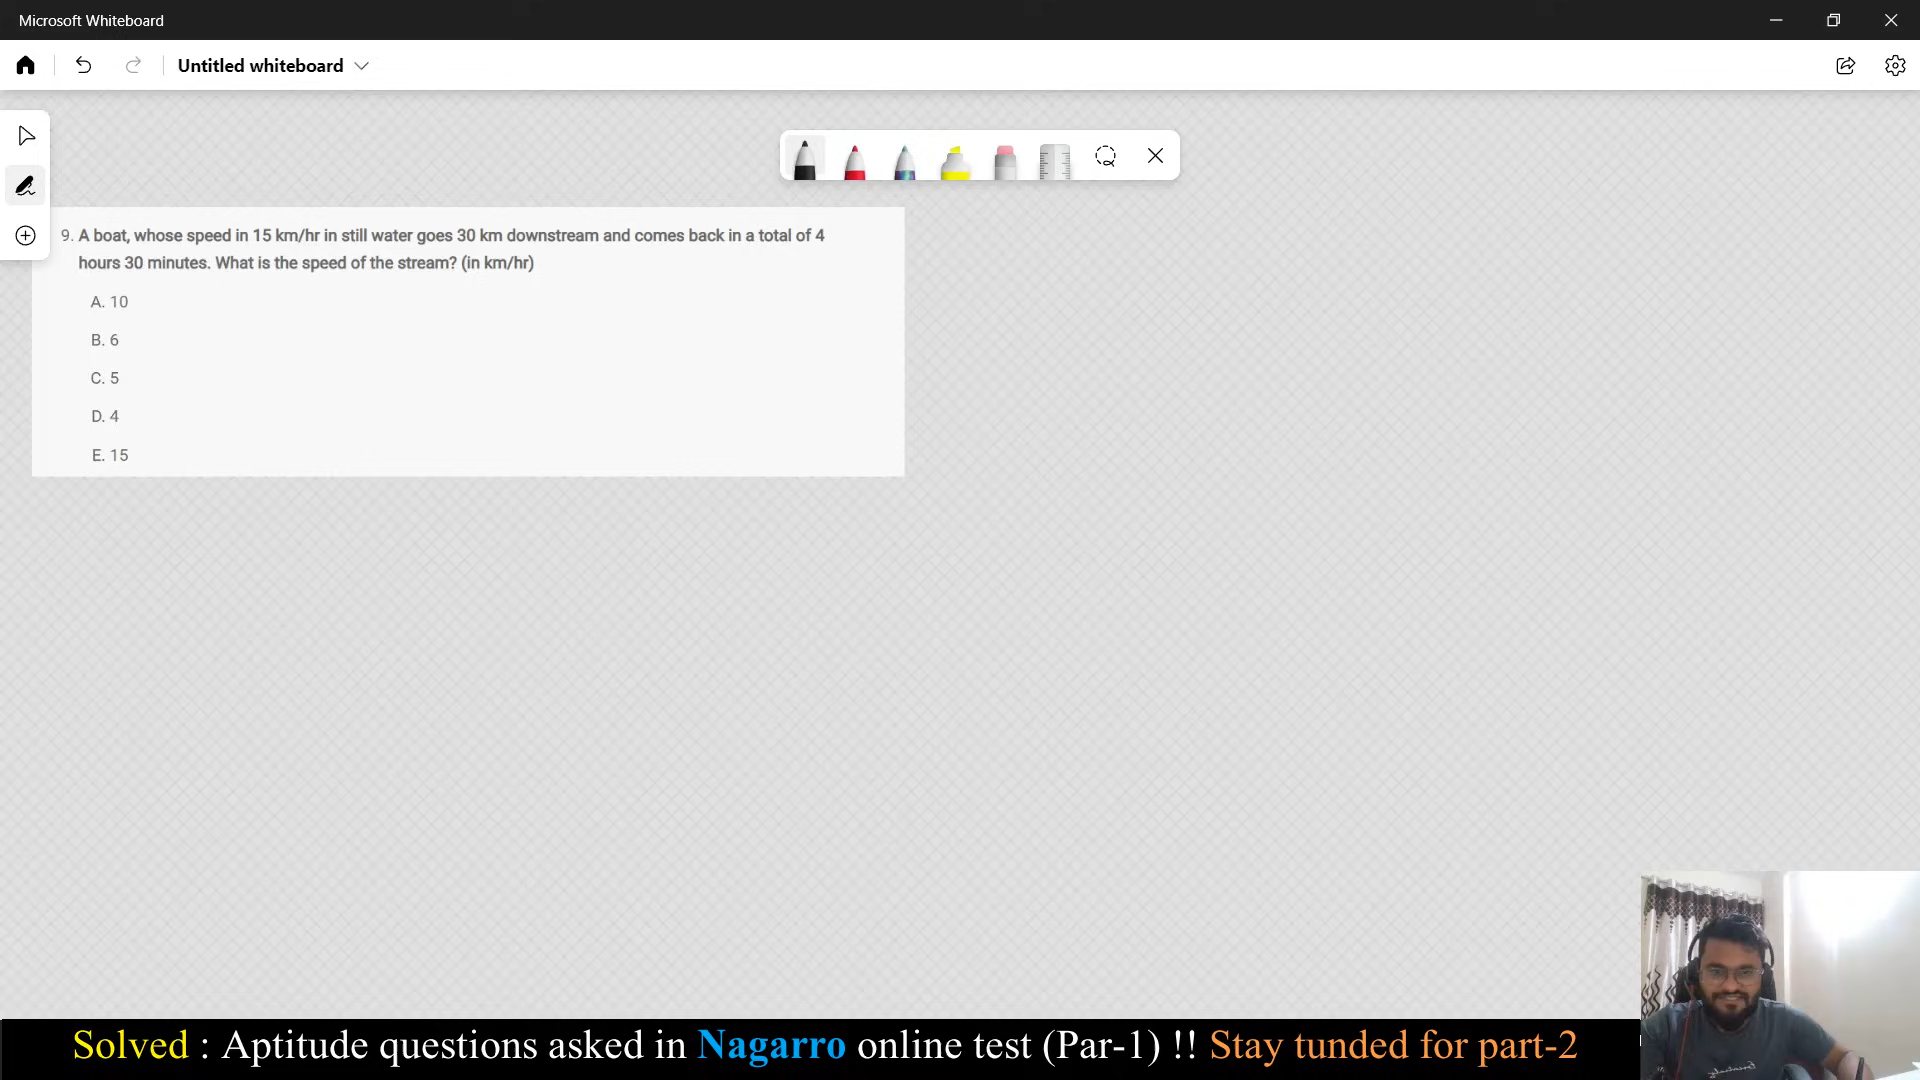 Microsoft Whiteboard
Untitled whiteboard
9. A boat, whose speed in 15 km/hr in still water goes 30 km downstream and comes back in a total of 4
hours 30 minutes. What is the speed of the stream? (in km/hr)
A. 10
B. 6
C. 5
D. 4
E. 15
Solved : Aptitude questions asked in Nagarro online test (Par-1) !! Stay tunded for part-2